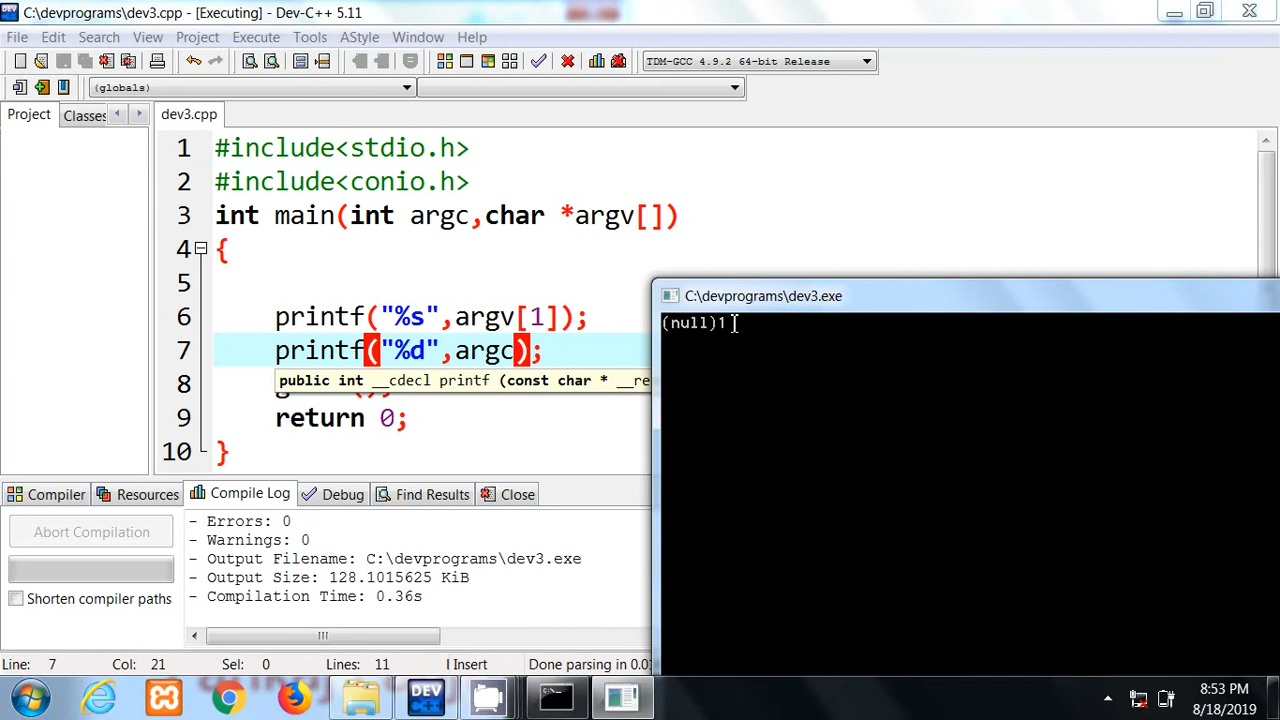 C:\devprograms\dev3.cpp - [Executing] - Dev-C++ 5.11
File Edit Search View Project Execute Tools AStyle Window Help
TDM-GCC 4.9.2 64-bit Release
(globals)
Project Classes dev3.cpp
1 #include<stdio.h>
2 #include<conio.h>
3 int main(int argc,char *argv[])
4 {
5
6 printf("%s",argv[1]);
7 printf("%d",argc);
public int __cdecl printf (const char * __re
8
9 return 0;
10 }
C:\devprograms\dev3.exe
(null)1
Compiler Resources Compile Log Debug Find Results Close
Abort Compilation
Shorten compiler paths
- Errors: 0
- Warnings: 0
- Output Filename: C:\devprograms\dev3.exe
- Output Size: 128.1015625 KiB
- Compilation Time: 0.36s
Line: 7 Col: 21 Sel: 0 Lines: 11 Insert Done parsing in 0.0
DEV
8:53 PM
8/18/2019